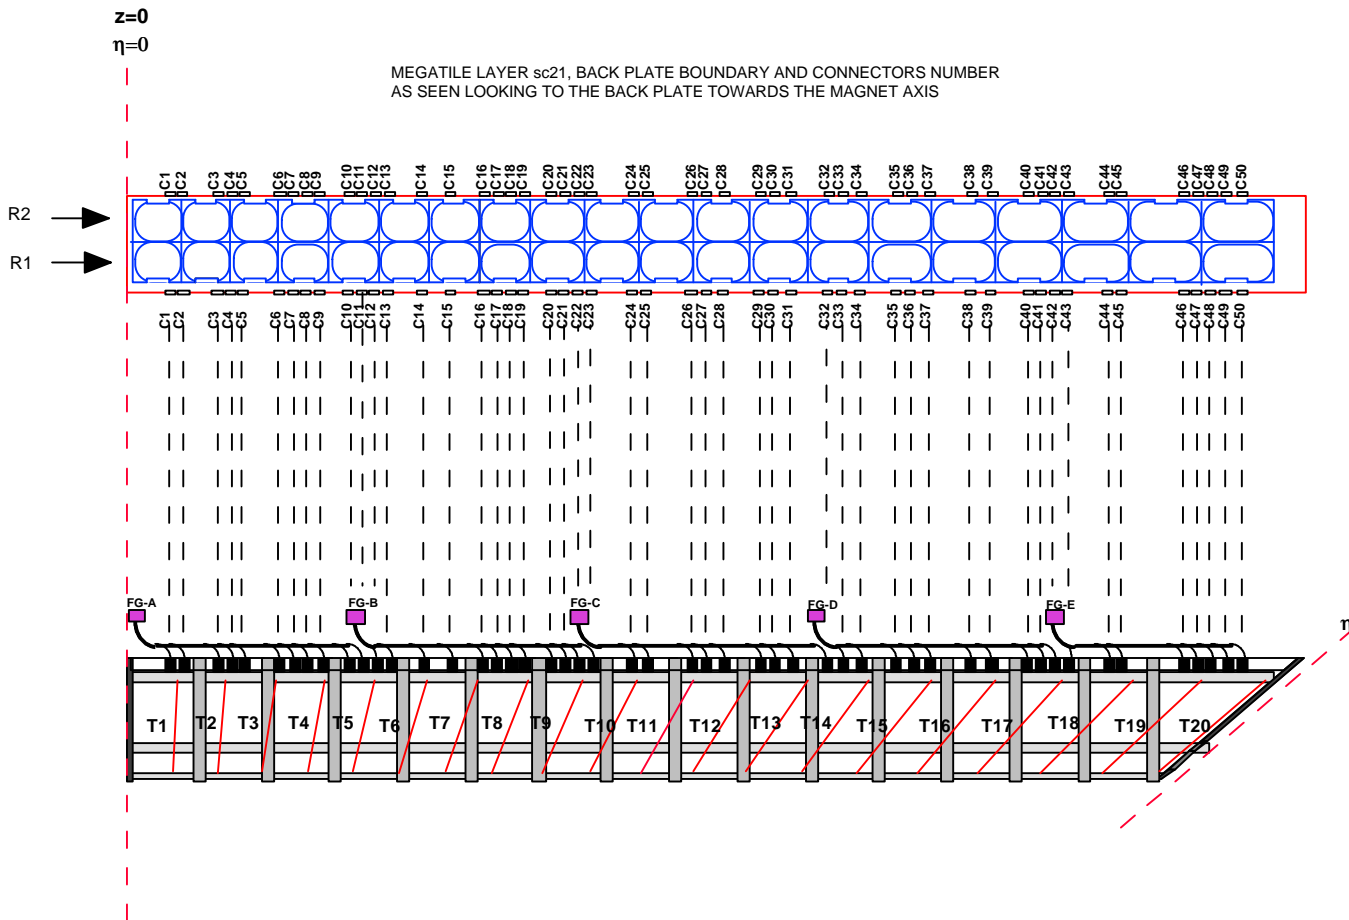 z=0
η=0
MEGATILE LAYER sc21, BACK PLATE BOUNDARY AND CONNECTORS NUMBER
AS SEEN LOOKING TO THE BACK PLATE TOWARDS THE MAGNET AXIS
C1 C2 C3 C4 C5 C6 C7 C8 C9 C10 C11 C12 C13 C14 C15 C16 C17 C18 C19 C20 C21 C22 C23 C24 C25 C26 C27 C28 C29 C30 C31 C32 C33 C34 C35 C36 C37 C38 C39 C40 C41 C42 C43 C44 C45 C46 C47 C48 C49 C50
R2
R1
C1 C2 C3 C4 C5 C6 C7 C8 C9 C10 C11 C12 C13 C14 C15 C16 C17 C18 C19 C20 C21 C22 C23 C24 C25 C26 C27 C28 C29 C30 C31 C32 C33 C34 C35 C36 C37 C38 C39 C40 C41 C42 C43 C44 C45 C46 C47 C48 C49 C50
FG-A FG-B FG-C FG-D FG-E
η
T1 T2 T3 T4 T5 T6 T7 T8 T9 T10 T11 T12 T13 T14 T15 T16 T17 T18 T19 T20